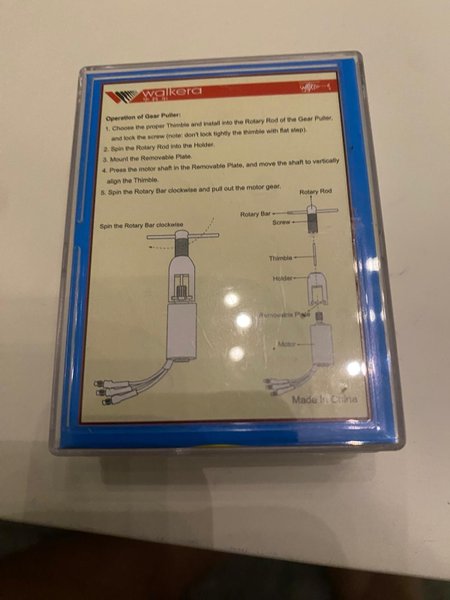 walkera
Operation of Gear Puller:
1. Choose the proper Thimble and install into the Rotary Rod of the Gear Puller,
and lock the screw (note: don't lock tightly the thimble with flat step).
2. Spin the Rotary Rod into the Holder.
3. Mount the Removable Plate.
4. Press the motor shaft in the Removable Plate, and move the shaft to vertically
align the Thimble.
5. Spin the Rotary Bar clockwise and pull out the motor gear.
Rotary Rod
Rotary Bar
Screw
Spin the Rotary Bar clockwise
Thimble
Holder
Removable Plate
Motor
Made In China